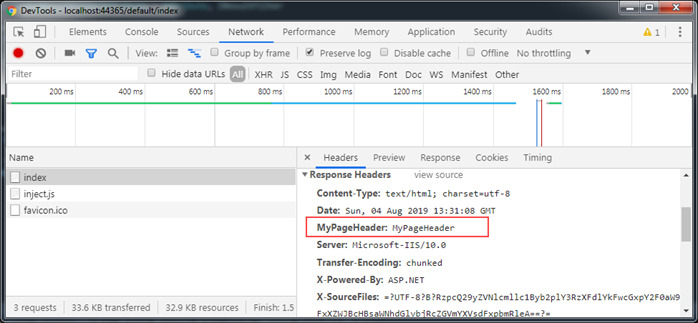 DevTools - localhost:44365/default/index
Elements Console Sources Network Performance Memory Application Security Audits 1
View: Group by frame Preserve log Disable cache Offline No throttling
Filter Hide data URLs All XHR JS CSS Img Media Font Doc WS Manifest Other
200 ms 400 ms 600 ms 800 ms 1000 ms 1200 ms 1400 ms 1600 ms 1800 ms 2000
Name
index
inject.js
favicon.ico
3 requests 33.6 KB transferred 32.9 KB resources Finish: 1.5
Headers Preview Response Cookies Timing
Response Headers view source
Content-Type: text/html; charset=utf-8
Date: Sun, 04 Aug 2019 13:31:08 GMT
MyPageHeader: MyPageHeader
Server: Microsoft-IIS/10.0
Transfer-Encoding: chunked
X-Powered-By: ASP.NET
X-SourceFiles: